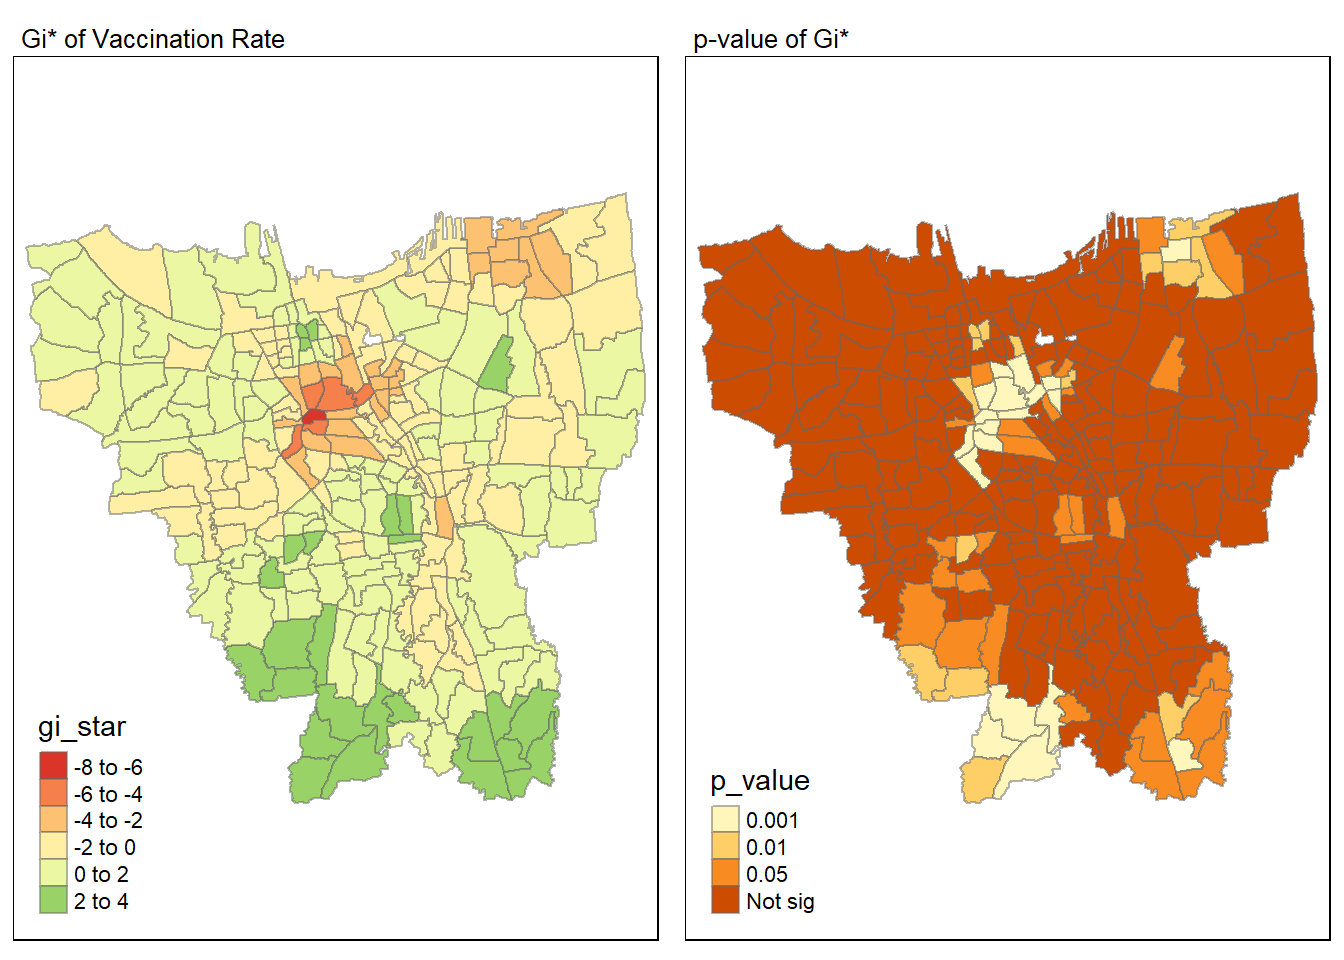 Gi* of Vaccination Rate
gi_star
-8 to -6
-6 to -4
-4 to -2
-2 to 0
0 to 2
2 to 4
p-value of Gi*
p_value
0.001
0.01
0.05
Not sig